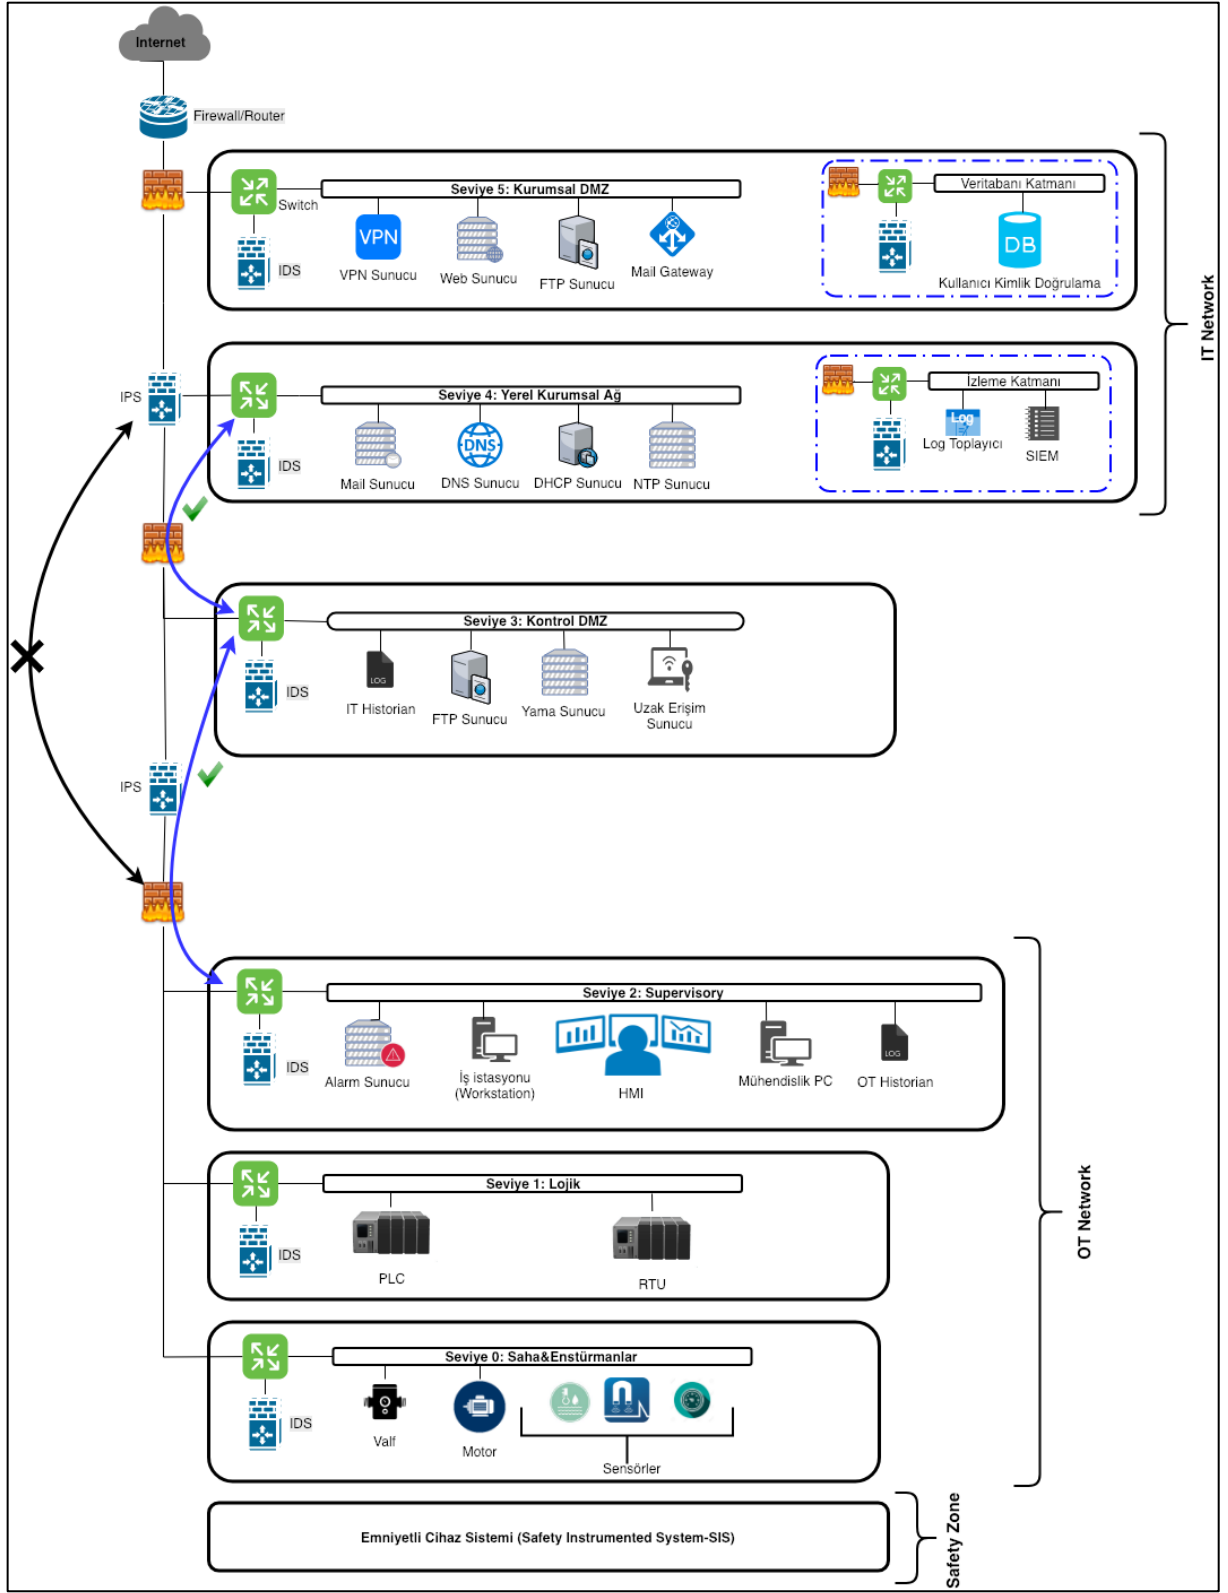 Internet
Firewall/Router
Switch
Seviye 5: Kurumsal DMZ
IDS
VPN
VPN Sunucu
Web Sunucu
FTP Sunucu
Mail Gateway
Veritabanı Katmanı
DB
Kullanıcı Kimlik Doğrulama
IT Network
IPS
Seviye 4: Yerel Kurumsal Ağ
IDS
Mail Sunucu
DNS
DNS Sunucu
DHCP Sunucu
NTP Sunucu
İzleme Katmanı
Log
Log Toplayıcı
SIEM
Seviye 3: Kontrol DMZ
IDS
LOG
IT Historian
FTP Sunucu
Yama Sunucu
Uzak Erişim
Sunucu
IPS
Seviye 2: Supervisory
IDS
Alarm Sunucu
İş istasyonu
(Workstation)
HMI
Mühendislik PC
LOG
OT Historian
OT Network
Seviye 1: Lojik
IDS
PLC
RTU
Seviye 0: Saha&Enstürmanlar
IDS
Valf
Motor
Sensörler
Emniyetli Cihaz Sistemi (Safety Instrumented System-SIS)
Safety Zone